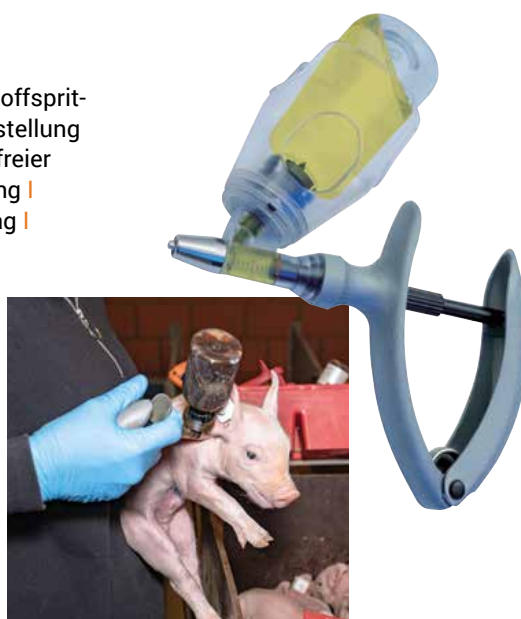 offsprit-
stellung
freier
ng |
ng |